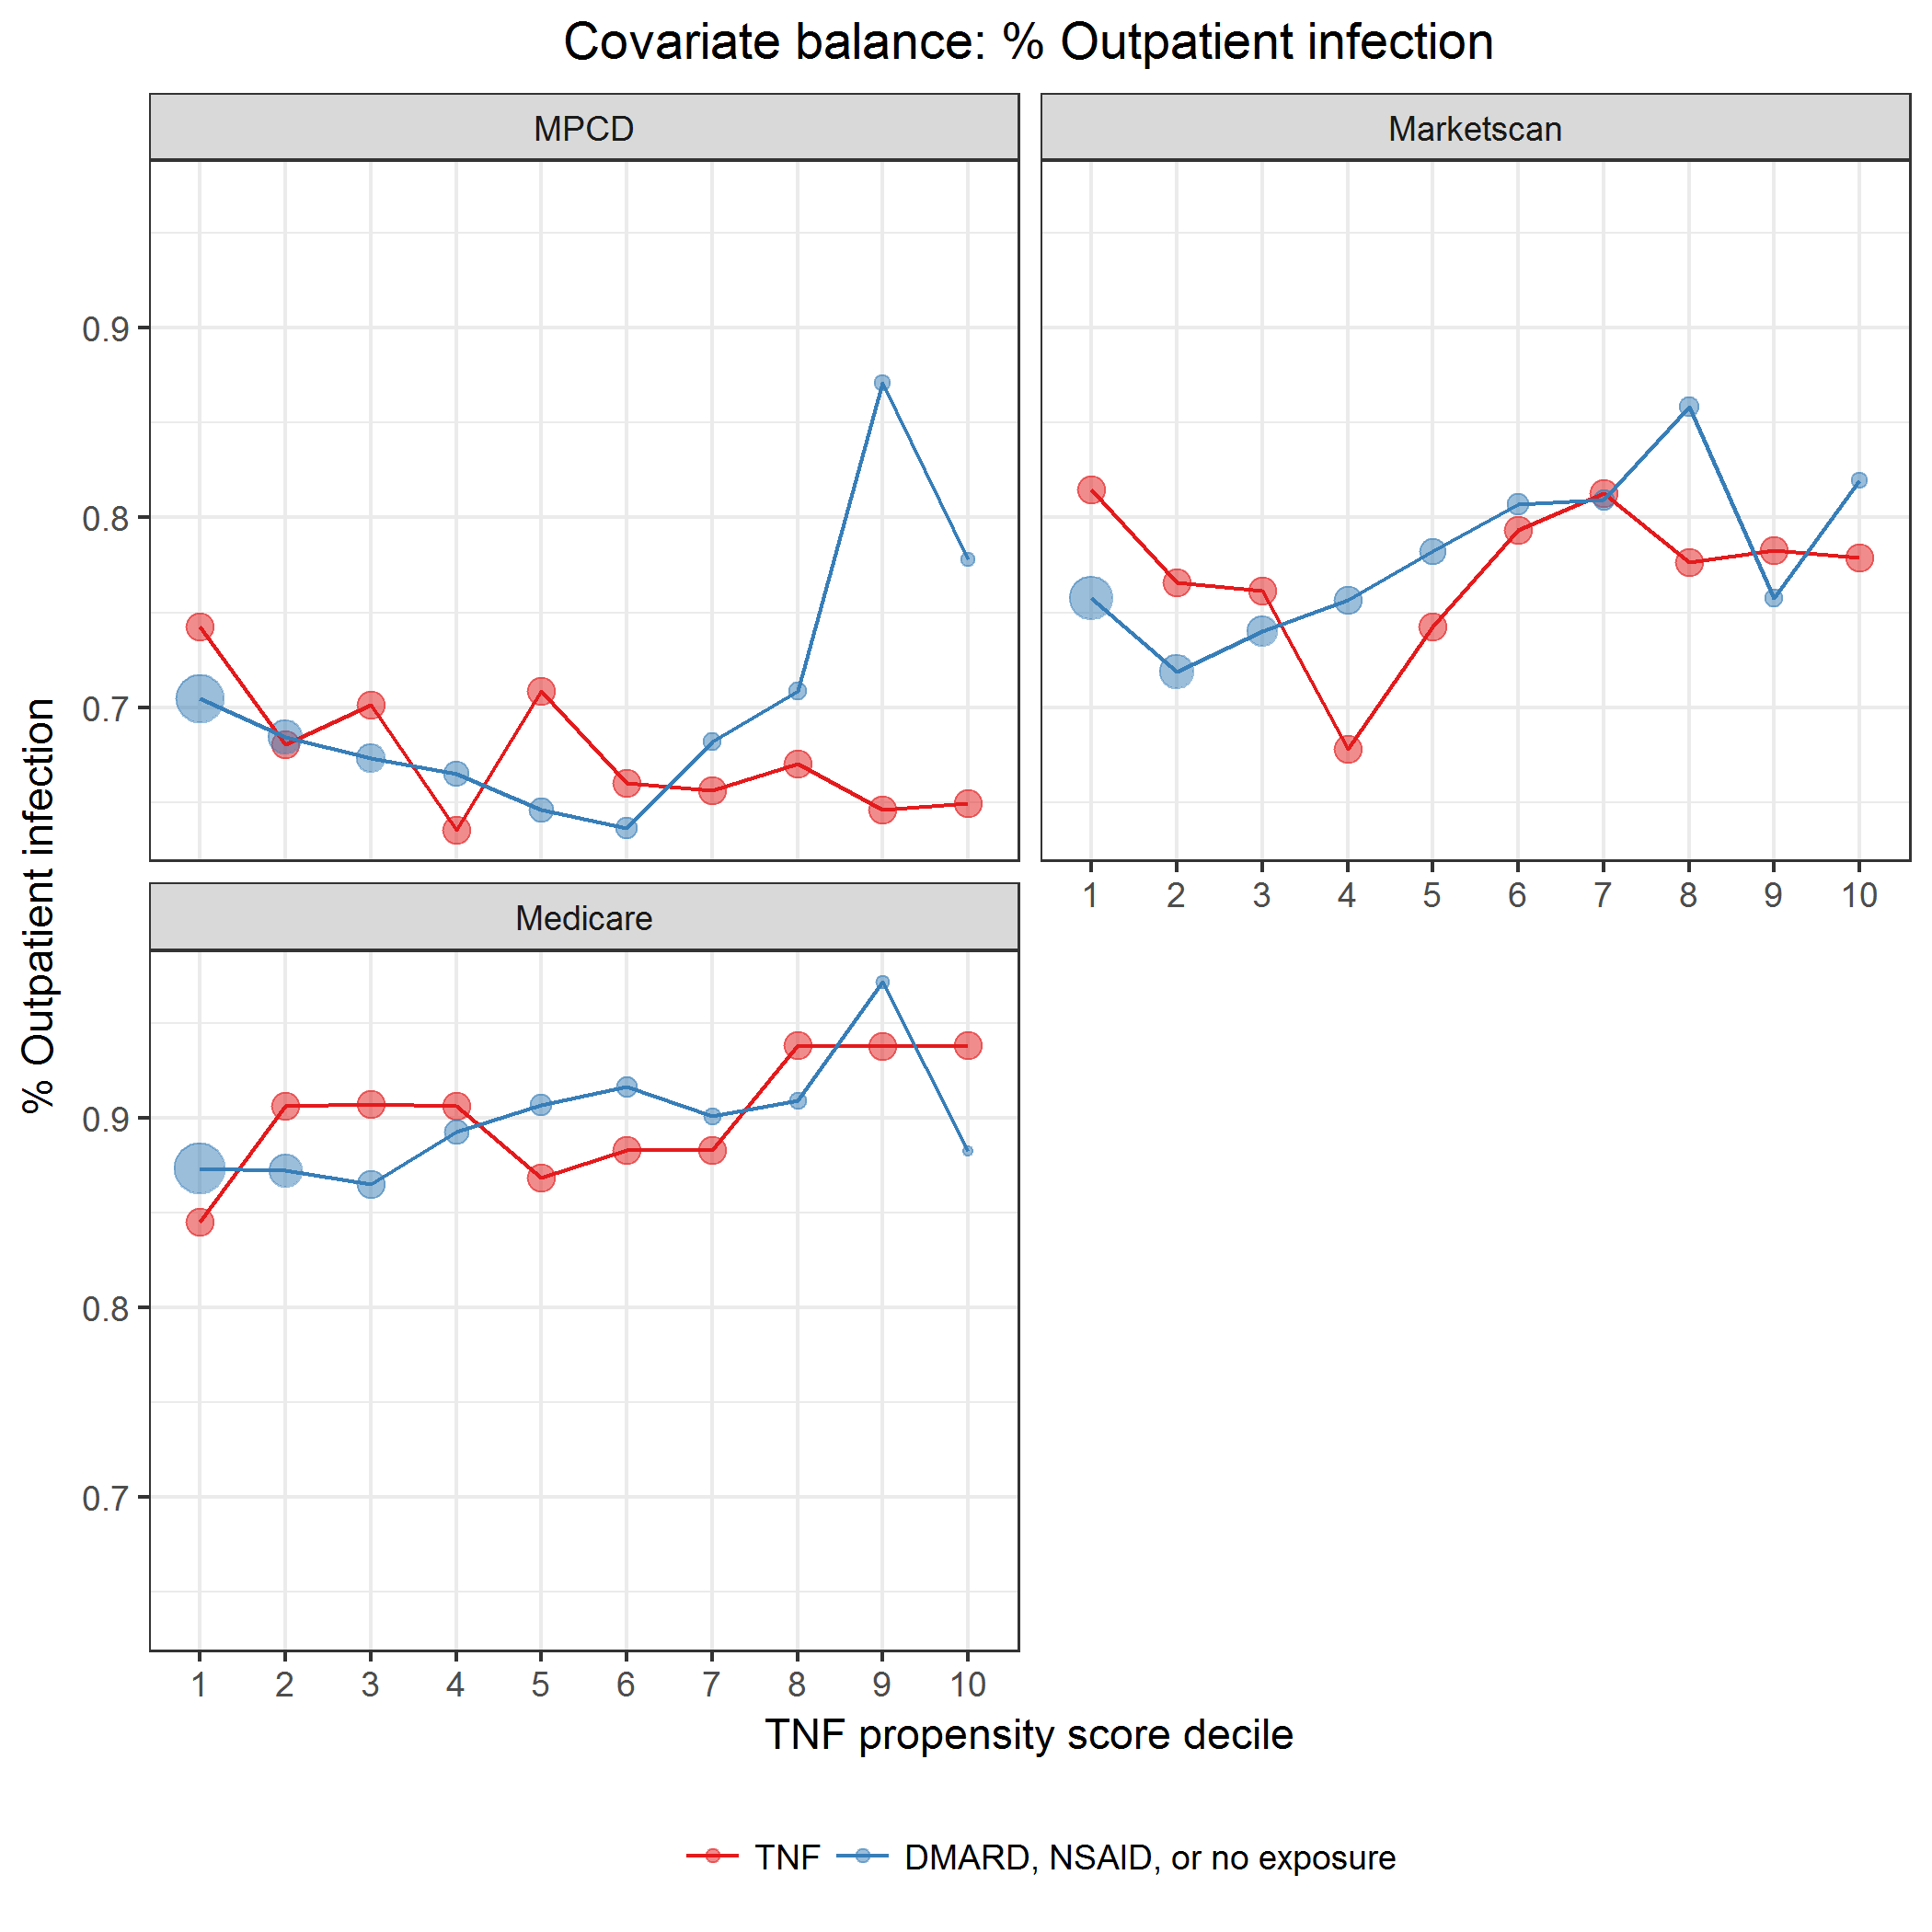 Covariate balance: % Outpatient infection
MPCD
Marketscan
0.9
0.8
0.7
1 2 3 4 5 6 7 8 9 10
Medicare
0.9
0.8
0.7
1 2 3 4 5 6 7 8 9 10
% Outpatient infection
TNF propensity score decile
TNF
DMARD, NSAID, or no exposure